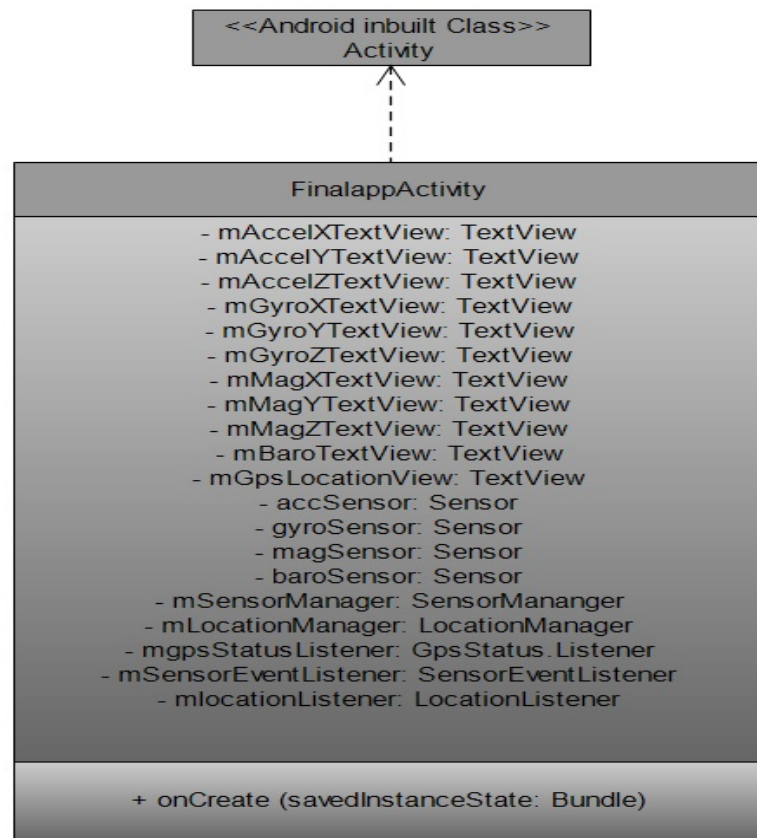 <<Android inbuilt Class>>
Activity
FinalappActivity
- mAccelXTextView: TextView
- mAccelYTextView: TextView
- mAccelZTextView: TextView
- mGyroXTextView: TextView
- mGyroYTextView: TextView
- mGyroZTextView: TextView
- mMagXTextView: TextView
- mMagYTextView: TextView
- mMagZTextView: TextView
- mBaroTextView: TextView
- mGpsLocationView: TextView
- accSensor: Sensor
- gyroSensor: Sensor
- magSensor: Sensor
- baroSensor: Sensor
- mSensorManager: SensorMananger
- mLocationManager: LocationManager
- mgpsStatusListener: GpsStatus.Listener
- mSensorEventListener: SensorEventListener
- mlocationListener: LocationListener
+ onCreate (savedInstanceState: Bundle)